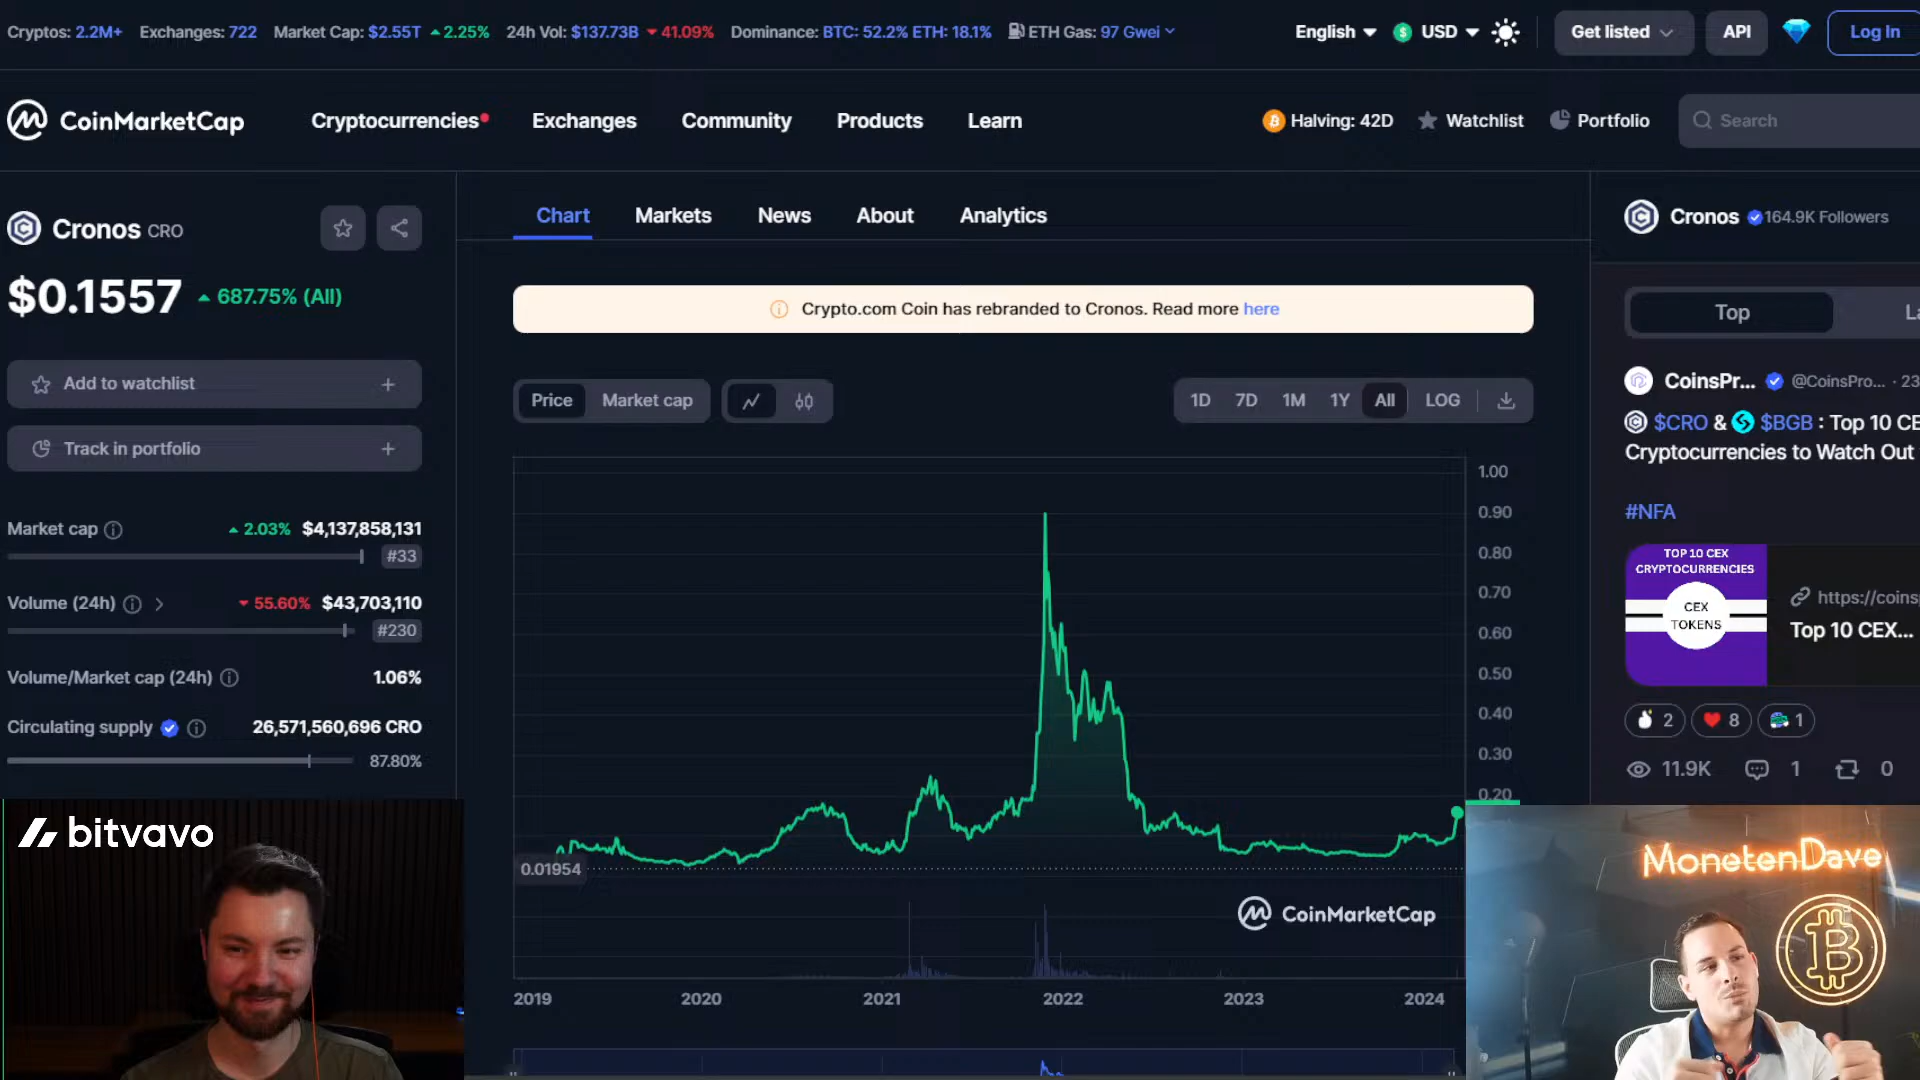 Cryptos: 2.2M+ Exchanges: 722 Market Cap: $2.55T 2.25% 24h Vol: $137.73B 41.09% Dominance: BTC: 52.2% ETH: 18.1% ETH Gas: 97 Gwei
English USD Get listed API Log In
CoinMarketCap Cryptocurrencies Exchanges Community Products Learn
Halving: 42D Watchlist Portfolio Search
Cronos CRO
$0.1557 687.75% (All)
Add to watchlist +
Track in portfolio +
Market cap 2.03% $4,137,858,131
#33
Volume (24h) 55.60% $43,703,110
#230
Volume/Market cap (24h) 1.06%
Circulating supply 26,571,560,696 CRO
87.80%
Chart Markets News About Analytics
Crypto.com Coin has rebranded to Cronos. Read more here
Price Market cap
1D 7D 1M 1Y All LOG
1.00
0.90
0.80
0.70
0.60
0.50
0.40
0.30
0.20
0.01954
CoinMarketCap
2019 2020 2021 2022 2023 2024
Cronos 164.9K Followers
Top
CoinsPr... @CoinsPro... · 23
$CRO & $BGB : Top 10 CE
Cryptocurrencies to Watch Out
#NFA
TOP 10 CEX
CRYPTOCURRENCIES
CEX
TOKENS
https://coinsp
Top 10 CEX...
2 8 1
11.9K 1 0
bitvavo
MonetenDave